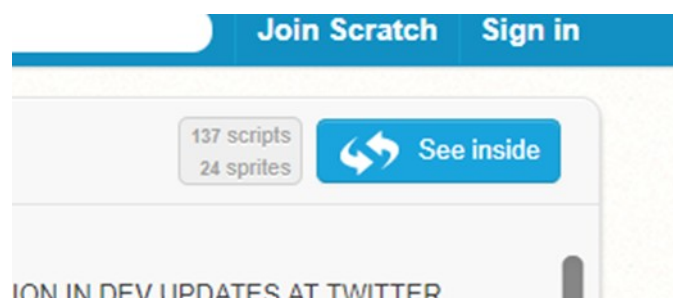 Join Scratch Sign in
137 scripts
24 sprites
See inside
ION IN DEV UPDATES AT TWITTER